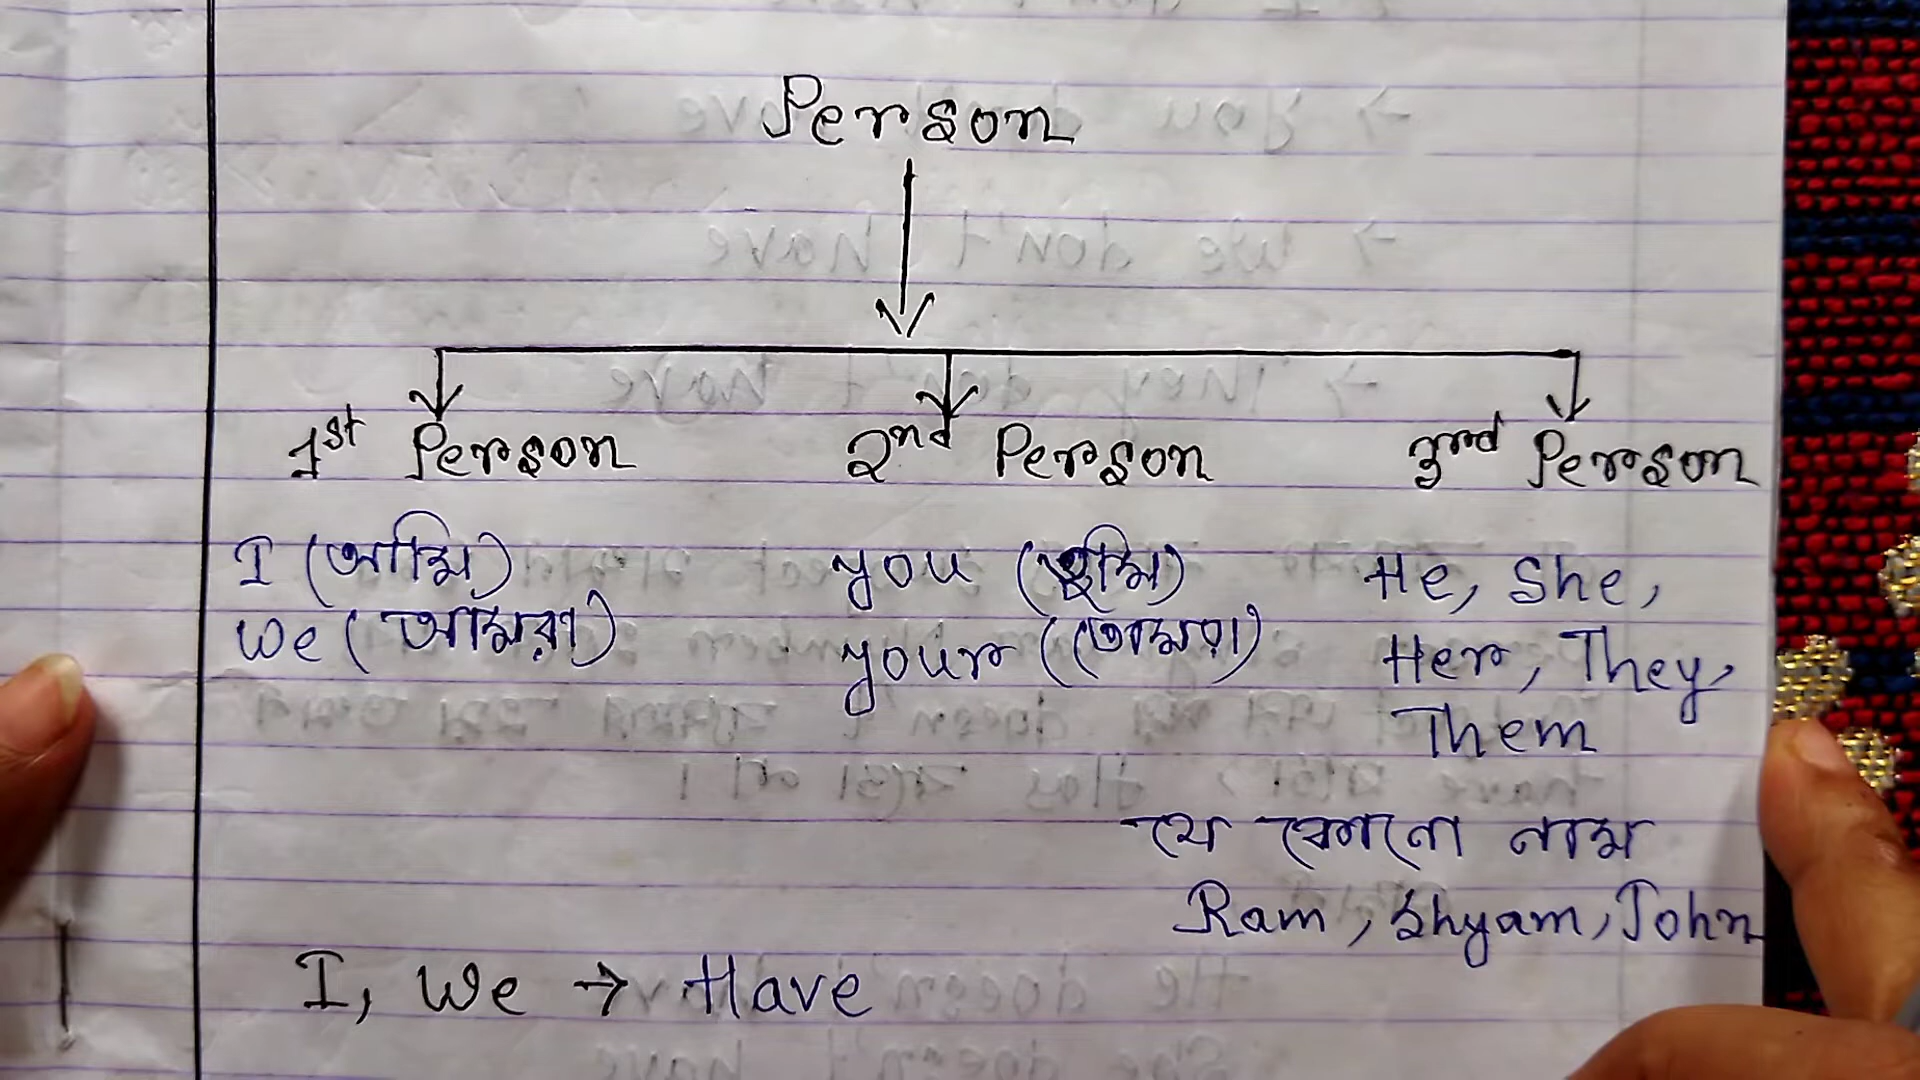 Person
1st Person 2nd Person 3rd Person
I (আমি) you (তুমি) He, She,
We (আমরা) your (তোমরা) Her, They,
Them
যে কোনো নাম
Ram, Shyam, John
I, We → Have